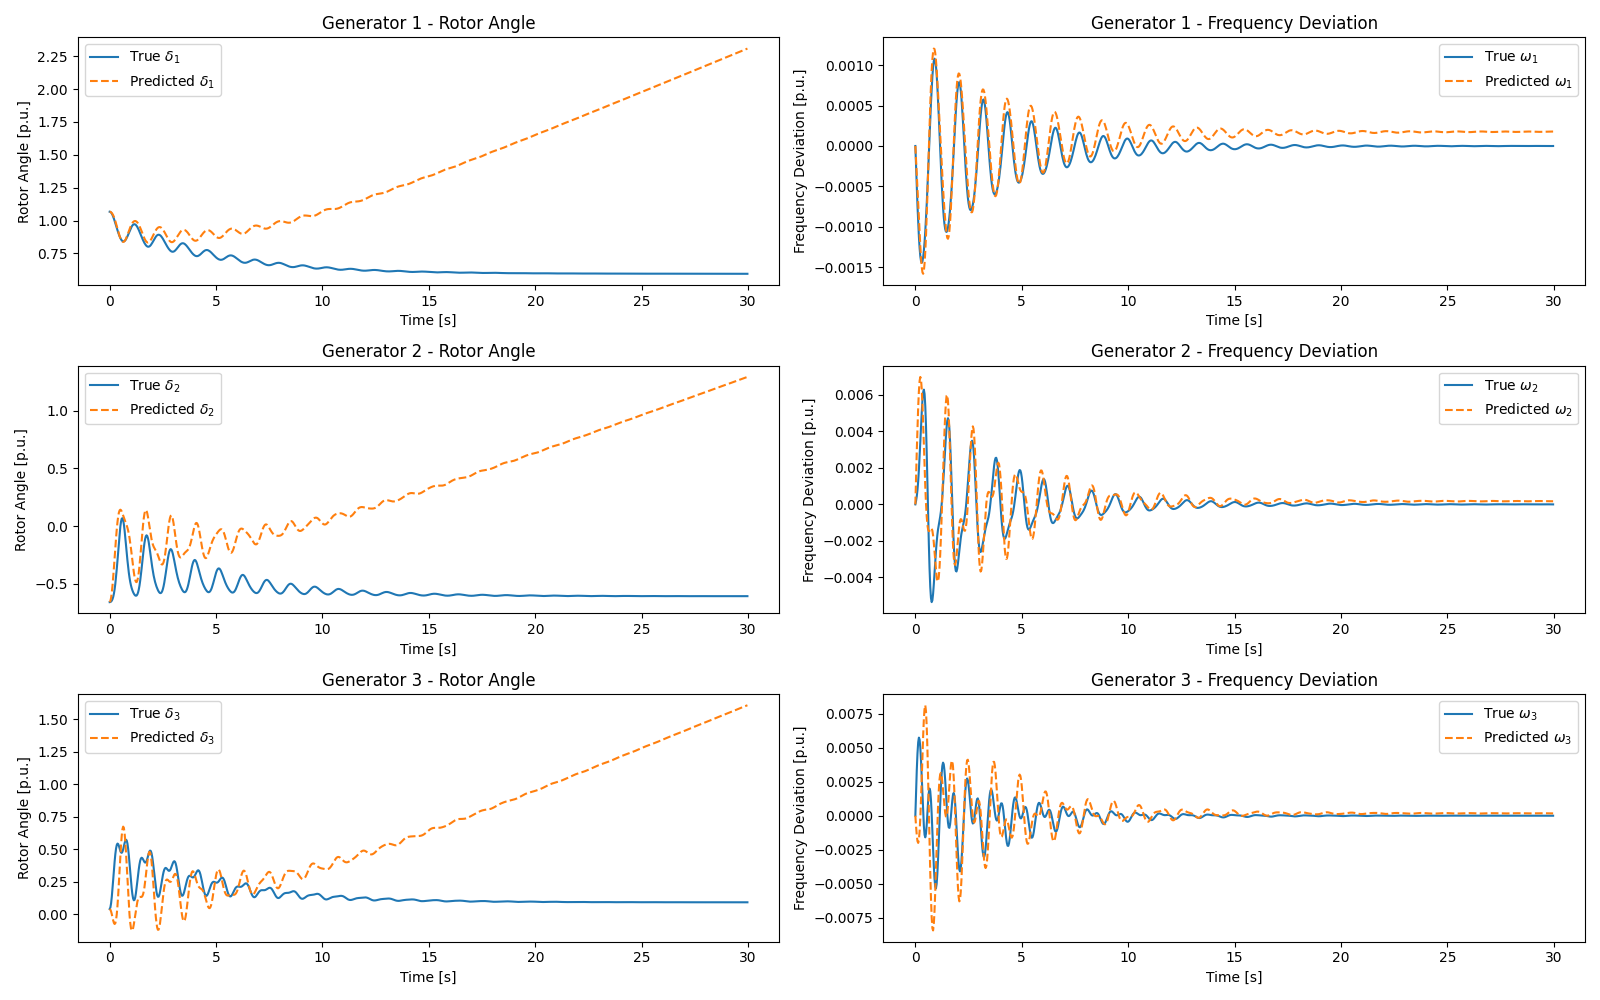 Generator 1 - Rotor Angle
Rotor Angle [p.u.]
2.25
2.00
1.75
1.50
1.25
1.00
0.75
True δ1
Predicted δ1
0 5 10 15 20 25 30
Time [s]
Generator 1 - Frequency Deviation
Frequency Deviation [p.u.]
0.0010
0.0005
0.0000
−0.0005
−0.0010
−0.0015
True ω1
Predicted ω1
0 5 10 15 20 25 30
Time [s]
Generator 2 - Rotor Angle
Rotor Angle [p.u.]
1.0
0.5
0.0
−0.5
True δ2
Predicted δ2
0 5 10 15 20 25 30
Time [s]
Generator 2 - Frequency Deviation
Frequency Deviation [p.u.]
0.006
0.004
0.002
0.000
−0.002
−0.004
True ω2
Predicted ω2
0 5 10 15 20 25 30
Time [s]
Generator 3 - Rotor Angle
Rotor Angle [p.u.]
1.50
1.25
1.00
0.75
0.50
0.25
0.00
True δ3
Predicted δ3
0 5 10 15 20 25 30
Time [s]
Generator 3 - Frequency Deviation
Frequency Deviation [p.u.]
0.0075
0.0050
0.0025
0.0000
−0.0025
−0.0050
−0.0075
True ω3
Predicted ω3
0 5 10 15 20 25 30
Time [s]